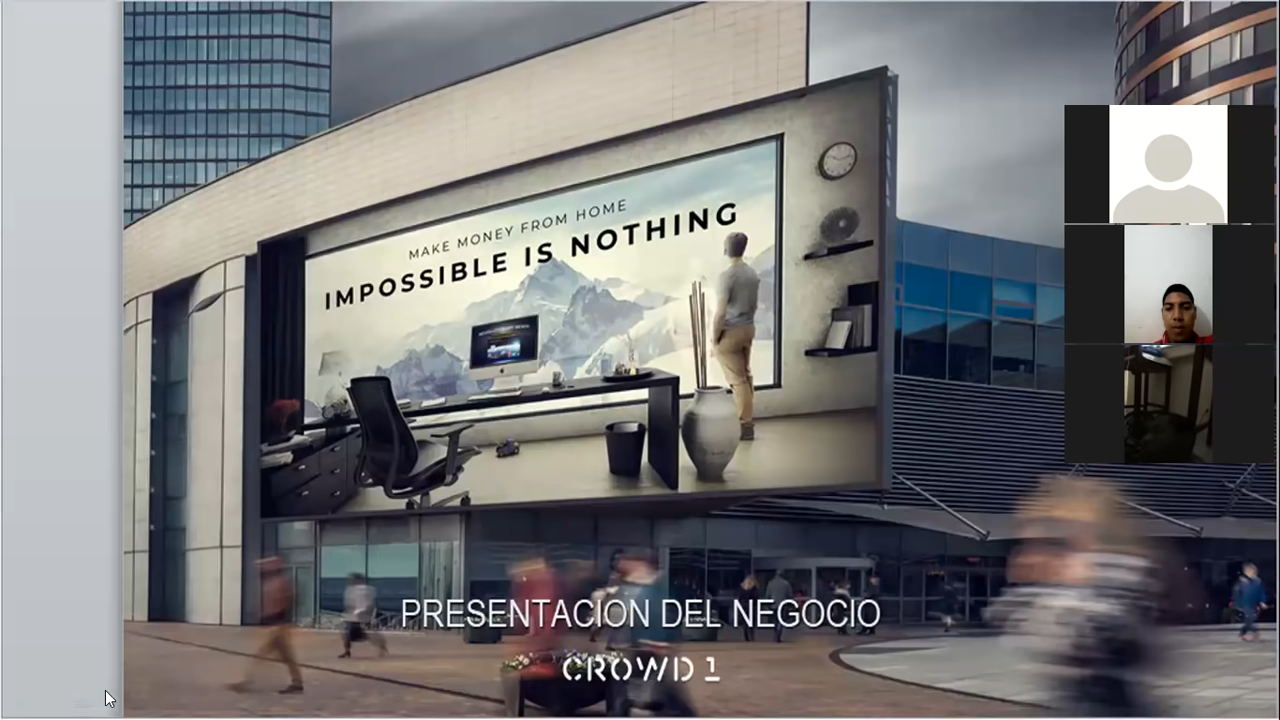 MAKE MONEY FROM HOME
IMPOSSIBLE IS NOTHING
PRESENTACION DEL NEGOCIO
CROWD 1